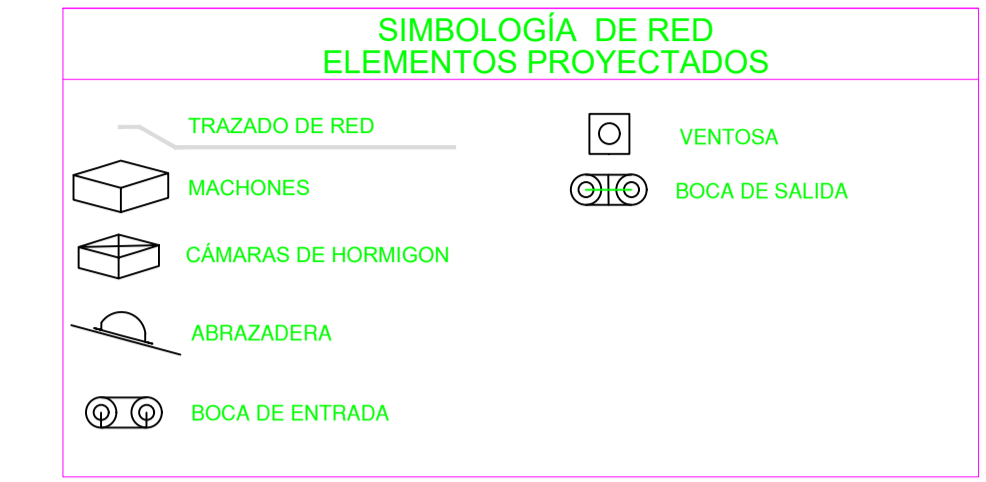 SIMBOLOGÍA DE RED
ELEMENTOS PROYECTADOS
TRAZADO DE RED
MACHONES
CÁMARAS DE HORMIGON
ABRAZADERA
BOCA DE ENTRADA
VENTOSA
BOCA DE SALIDA